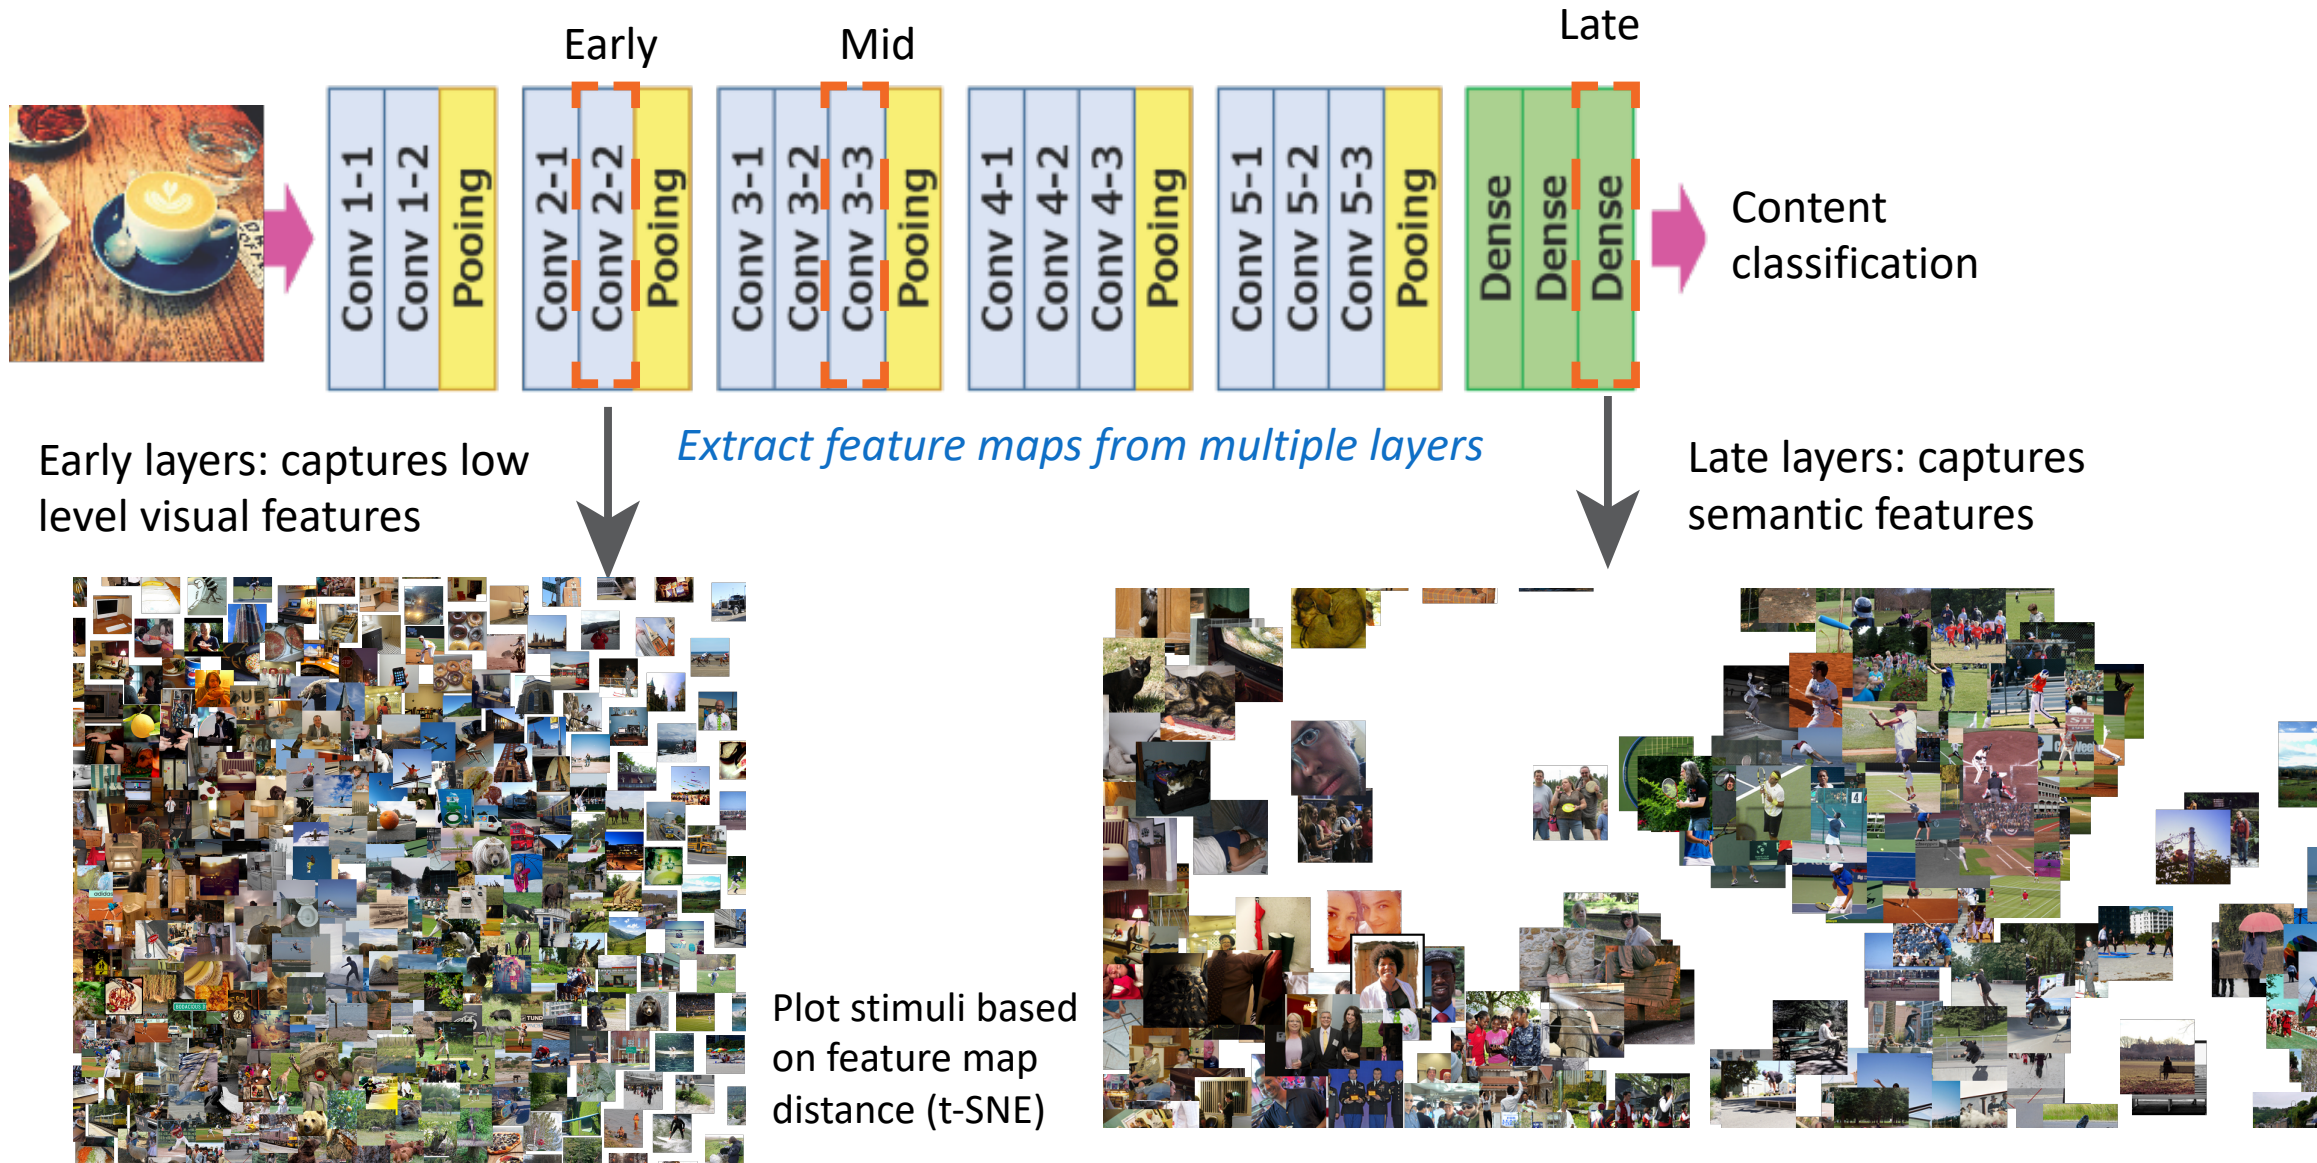 Early
Mid
Late
Conv 1-1
Conv 1-2
Pooing
Conv 2-1
Conv 2-2
Pooing
Conv 3-1
Conv 3-2
Conv 3-3
Pooing
Conv 4-1
Conv 4-2
Conv 4-3
Pooing
Conv 5-1
Conv 5-2
Conv 5-3
Pooing
Dense
Dense
Dense
Content
classification
Extract feature maps from multiple layers
Early layers: captures low
level visual features
Late layers: captures
semantic features
Plot stimuli based
on feature map
distance (t-SNE)